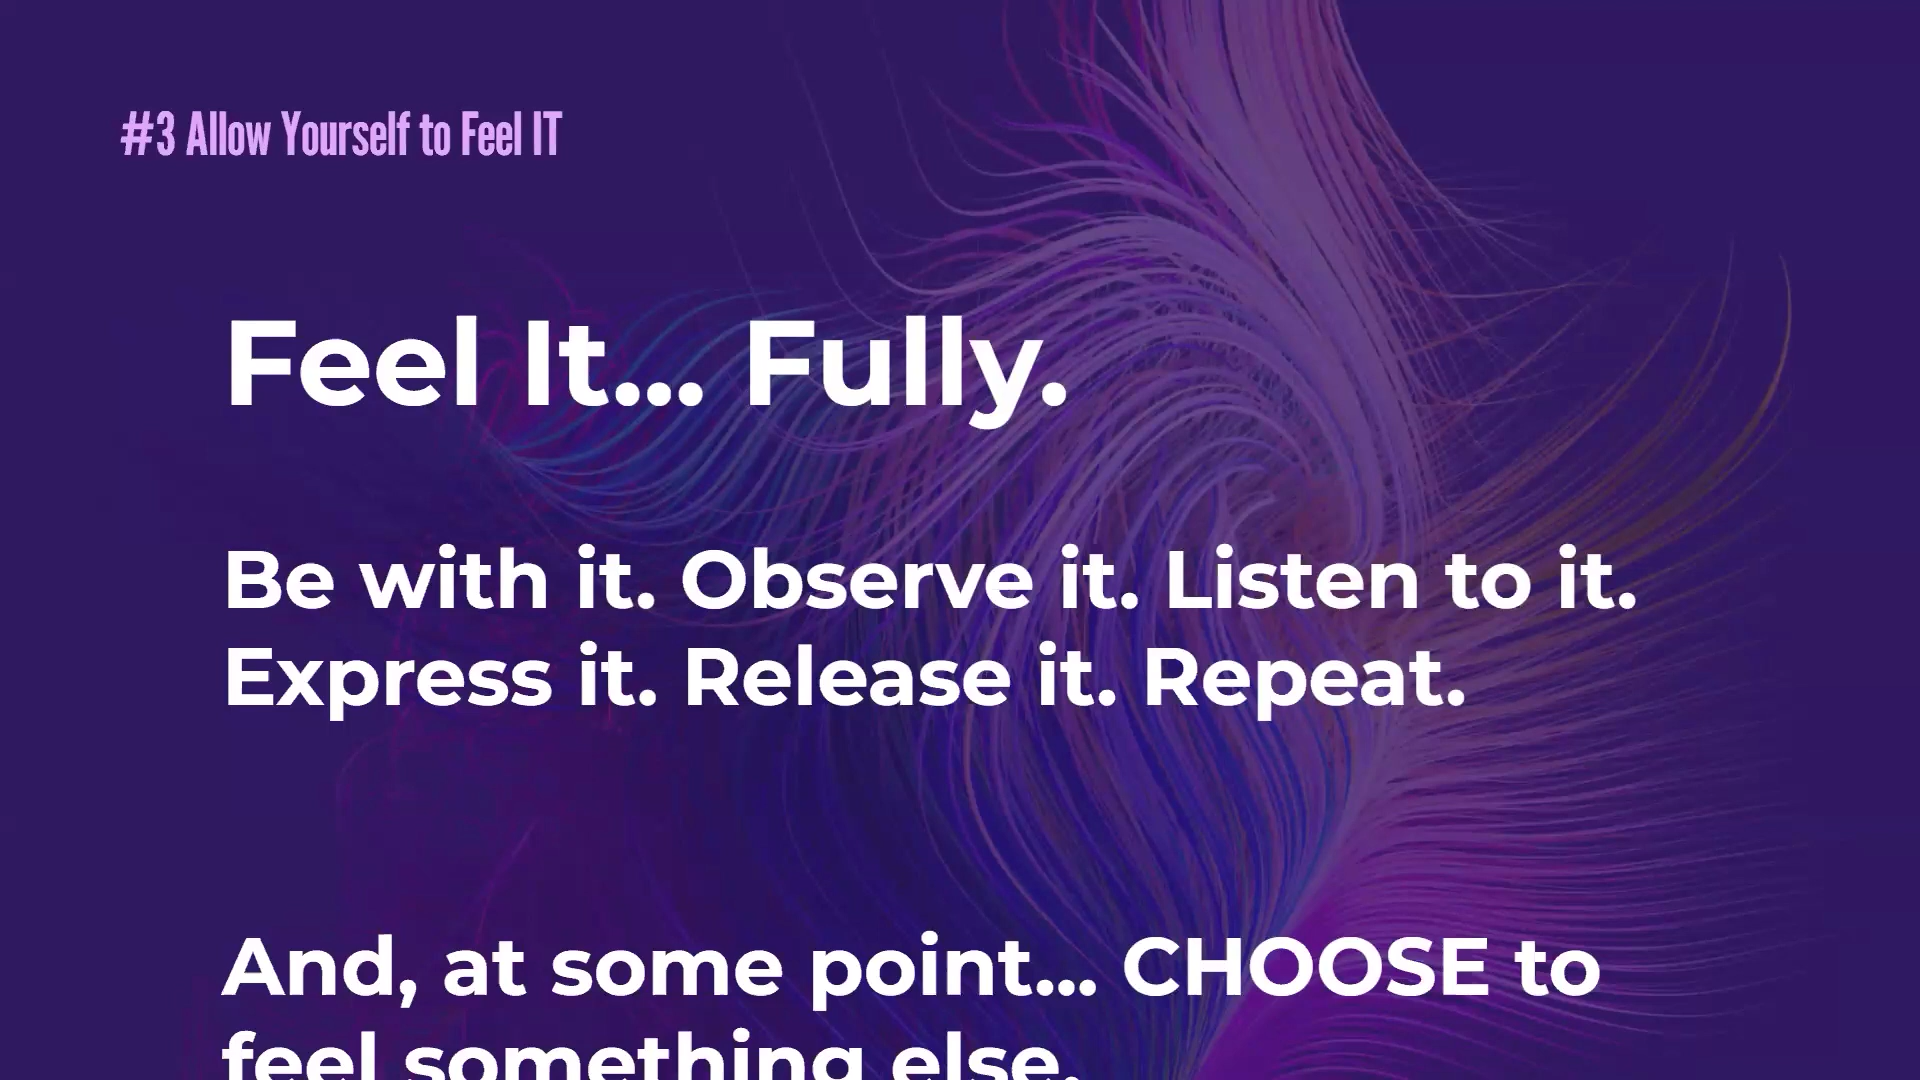 #3 Allow Yourself to Feel IT
Feel It... Fully.
Be with it. Observe it. Listen to it.
Express it. Release it. Repeat.
And, at some point... CHOOSE to
feel something else.